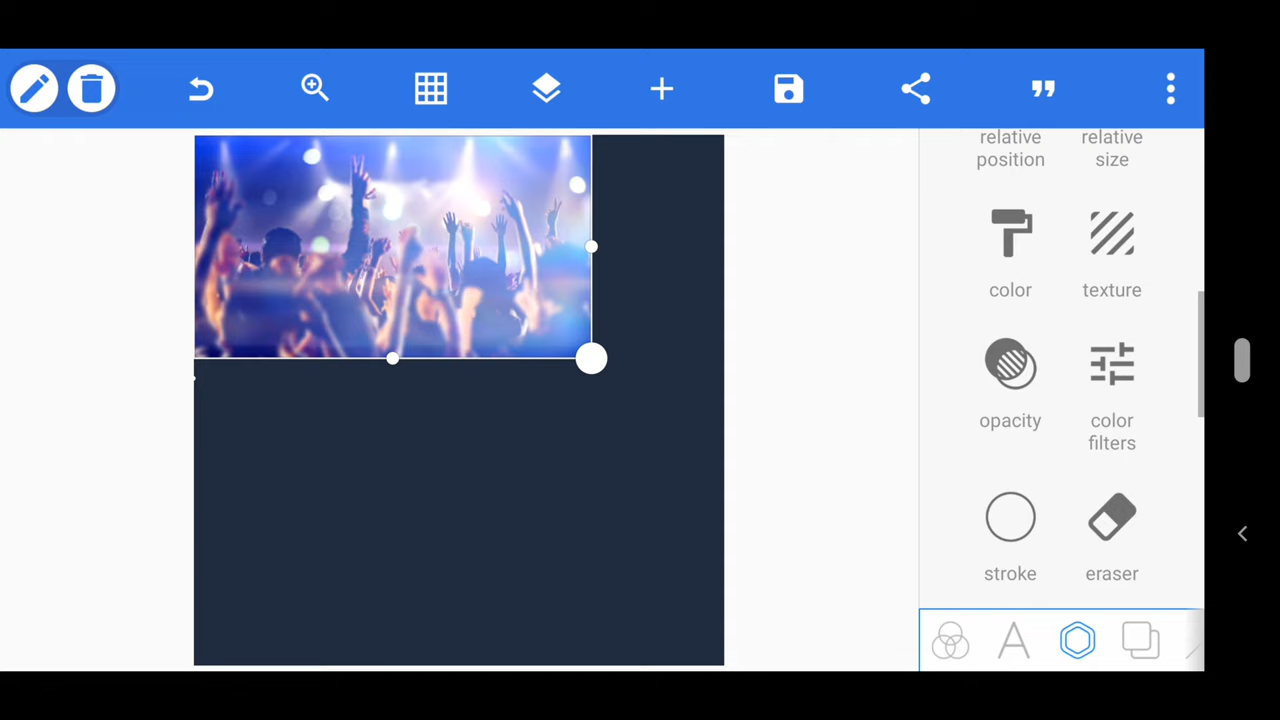 relative relative
position size
color texture
opacity color
filters
stroke eraser